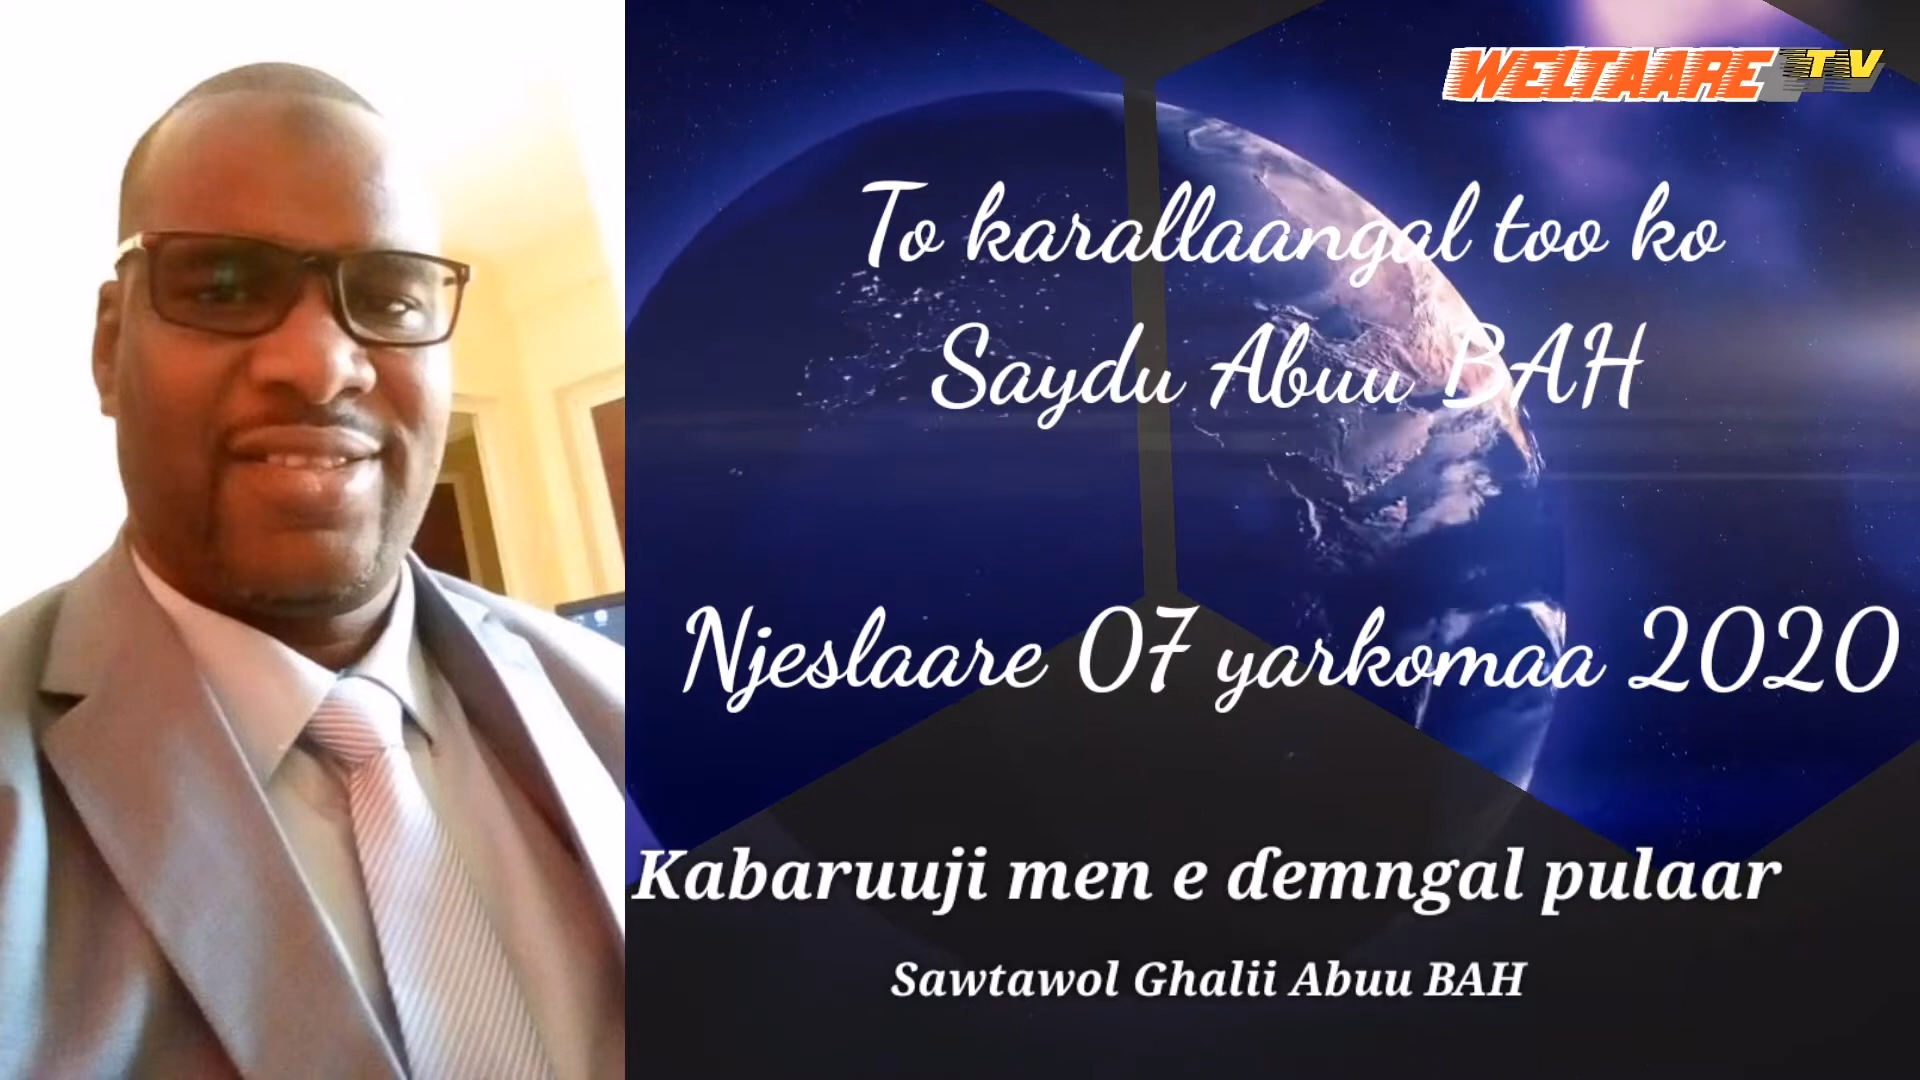 WELTAARE TV
To karallaangal too ko
Saydu Abuu BAH
Njeslaare 07 yarkomaa 2020
Kabaruuji men e ɗemngal pulaar
Sawtawol Ghalii Abuu BAH